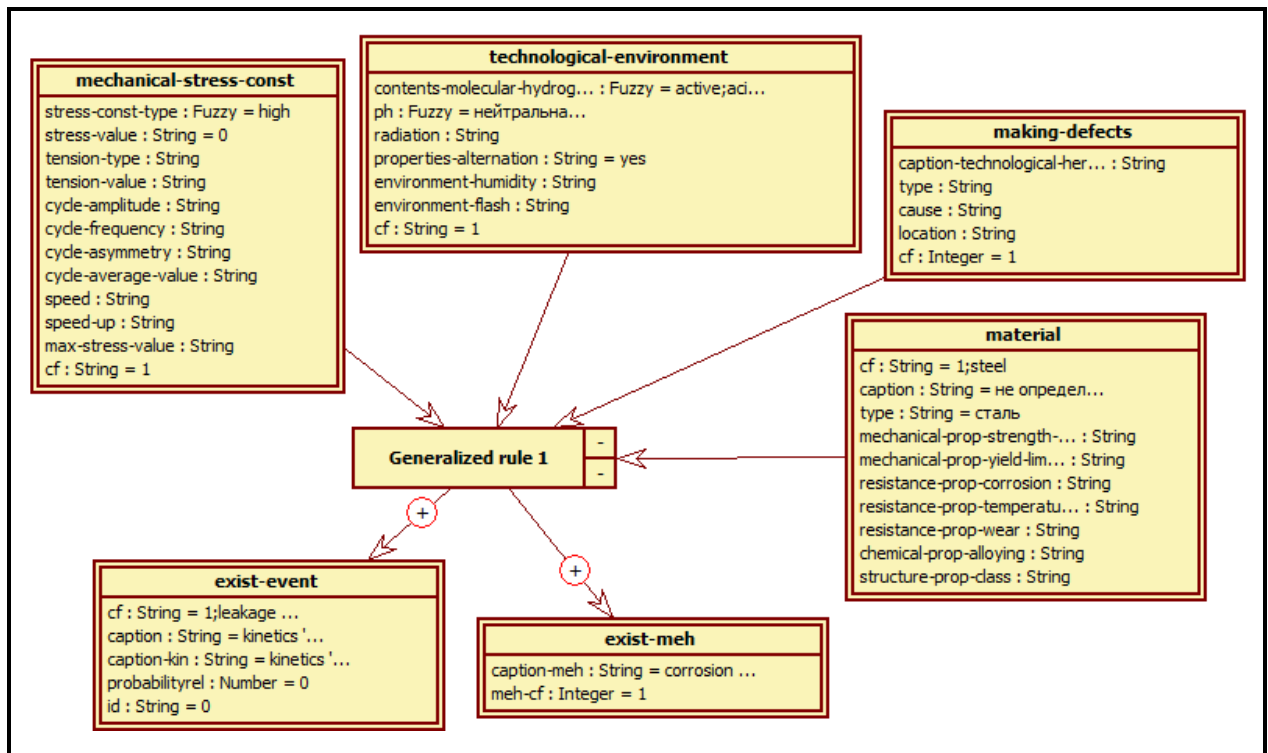 mechanical-stress-const
stress-const-type : Fuzzy = high
stress-value : String = 0
tension-type : String
tension-value : String
cycle-amplitude : String
cycle-frequency : String
cycle-asymmetry : String
cycle-average-value : String
speed : String
speed-up : String
max-stress-value : String
cf : String = 1
technological-environment
contents-molecular-hydrog... : Fuzzy = active;aci...
ph : Fuzzy = нейтральна...
radiation : String
properties-alternation : String = yes
environment-humidity : String
environment-flash : String
cf : String = 1
making-defects
caption-technological-her... : String
type : String
cause : String
location : String
cf : Integer = 1
material
cf : String = 1;steel
caption : String = не определ...
type : String = сталь
mechanical-prop-strength-... : String
mechanical-prop-yield-lim... : String
resistance-prop-corrosion : String
resistance-prop-temperatu... : String
resistance-prop-wear : String
chemical-prop-alloying : String
structure-prop-class : String
Generalized rule 1
-
-
+
+
exist-event
cf : String = 1;leakage ...
caption : String = kinetics '...
caption-kin : String = kinetics '...
probabilityrel : Number = 0
id : String = 0
exist-meh
caption-meh : String = corrosion ...
meh-cf : Integer = 1